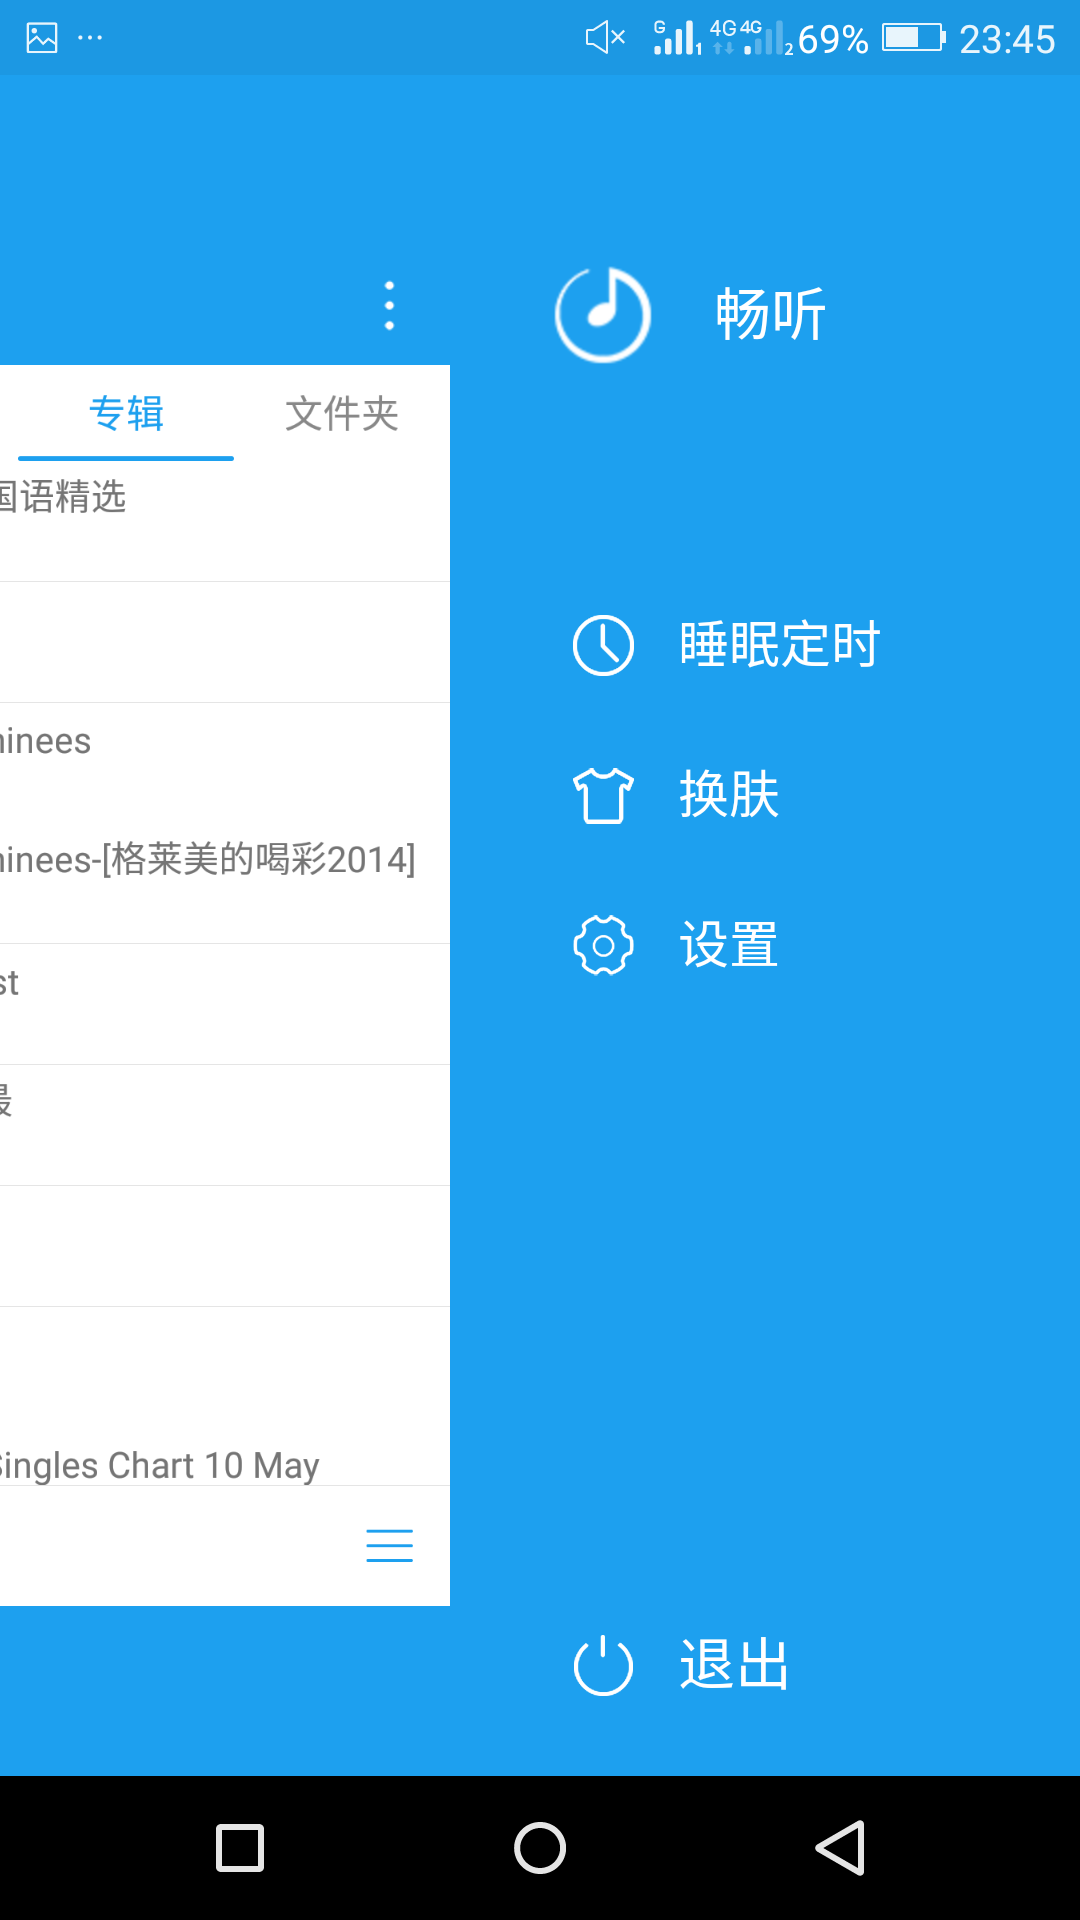 G 1 4G 4G 2 69% 23:45
畅听
专辑 文件夹
国语精选
睡眠定时
inees
换肤
inees-[格莱美的喝彩2014]
设置
st
最
Singles Chart 10 May
退出